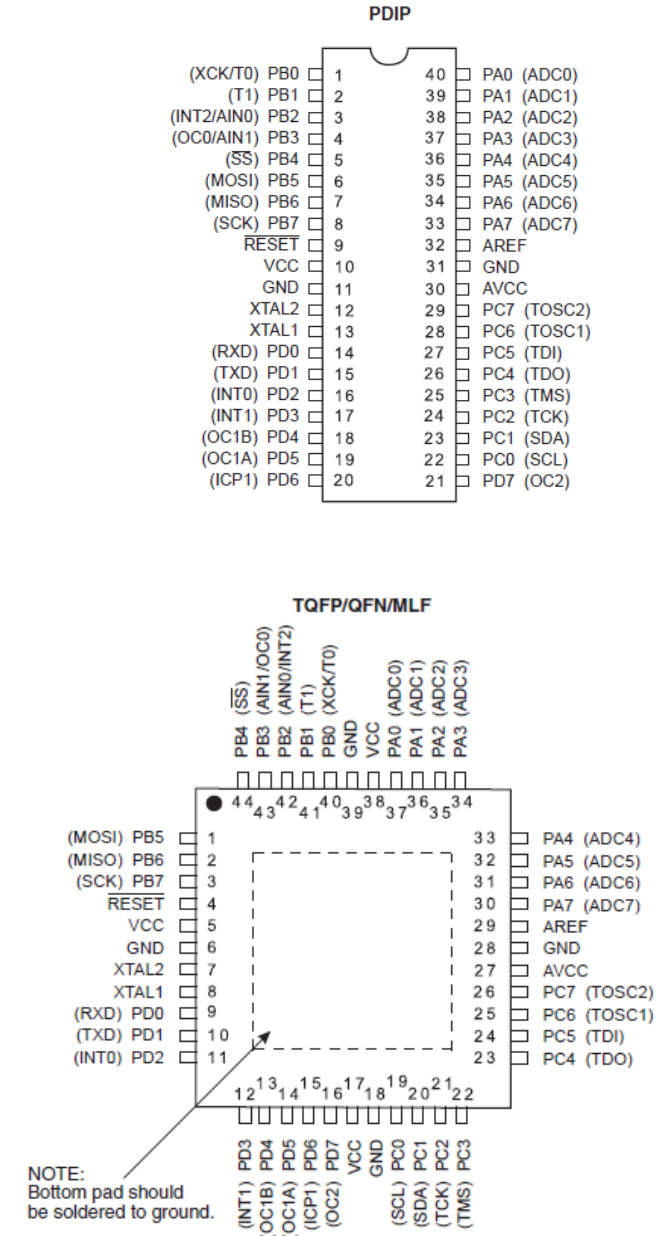 PDIP
(XCK/T0) PB0 1 40 PA0 (ADC0)
(T1) PB1 2 39 PA1 (ADC1)
(INT2/AIN0) PB2 3 38 PA2 (ADC2)
(OC0/AIN1) PB3 4 37 PA3 (ADC3)
(SS) PB4 5 36 PA4 (ADC4)
(MOSI) PB5 6 35 PA5 (ADC5)
(MISO) PB6 7 34 PA6 (ADC6)
(SCK) PB7 8 33 PA7 (ADC7)
RESET 9 32 AREF
VCC 10 31 GND
GND 11 30 AVCC
XTAL2 12 29 PC7 (TOSC2)
XTAL1 13 28 PC6 (TOSC1)
(RXD) PD0 14 27 PC5 (TDI)
(TXD) PD1 15 26 PC4 (TDO)
(INT0) PD2 16 25 PC3 (TMS)
(INT1) PD3 17 24 PC2 (TCK)
(OC1B) PD4 18 23 PC1 (SDA)
(OC1A) PD5 19 22 PC0 (SCL)
(ICP1) PD6 20 21 PD7 (OC2)
TQFP/QFN/MLF
PB4 (SS)
PB3 (AIN1/OC0)
PB2 (AIN0/INT2)
PB1 (T1)
PB0 (XCK/T0)
GND
VCC
PA0 (ADC0)
PA1 (ADC1)
PA2 (ADC2)
PA3 (ADC3)
44 43 42 41 40 39 38 37 36 35 34
(MOSI) PB5 1 33 PA4 (ADC4)
(MISO) PB6 2 32 PA5 (ADC5)
(SCK) PB7 3 31 PA6 (ADC6)
RESET 4 30 PA7 (ADC7)
VCC 5 29 AREF
GND 6 28 GND
XTAL2 7 27 AVCC
XTAL1 8 26 PC7 (TOSC2)
(RXD) PD0 9 25 PC6 (TOSC1)
(TXD) PD1 10 24 PC5 (TDI)
(INT0) PD2 11 23 PC4 (TDO)
12 13 14 15 16 17 18 19 20 21 22
(INT1) PD3
(OC1B) PD4
(OC1A) PD5
(ICP1) PD6
(OC2) PD7
VCC
GND
(SCL) PC0
(SDA) PC1
(TCK) PC2
(TMS) PC3
NOTE:
Bottom pad should
be soldered to ground.